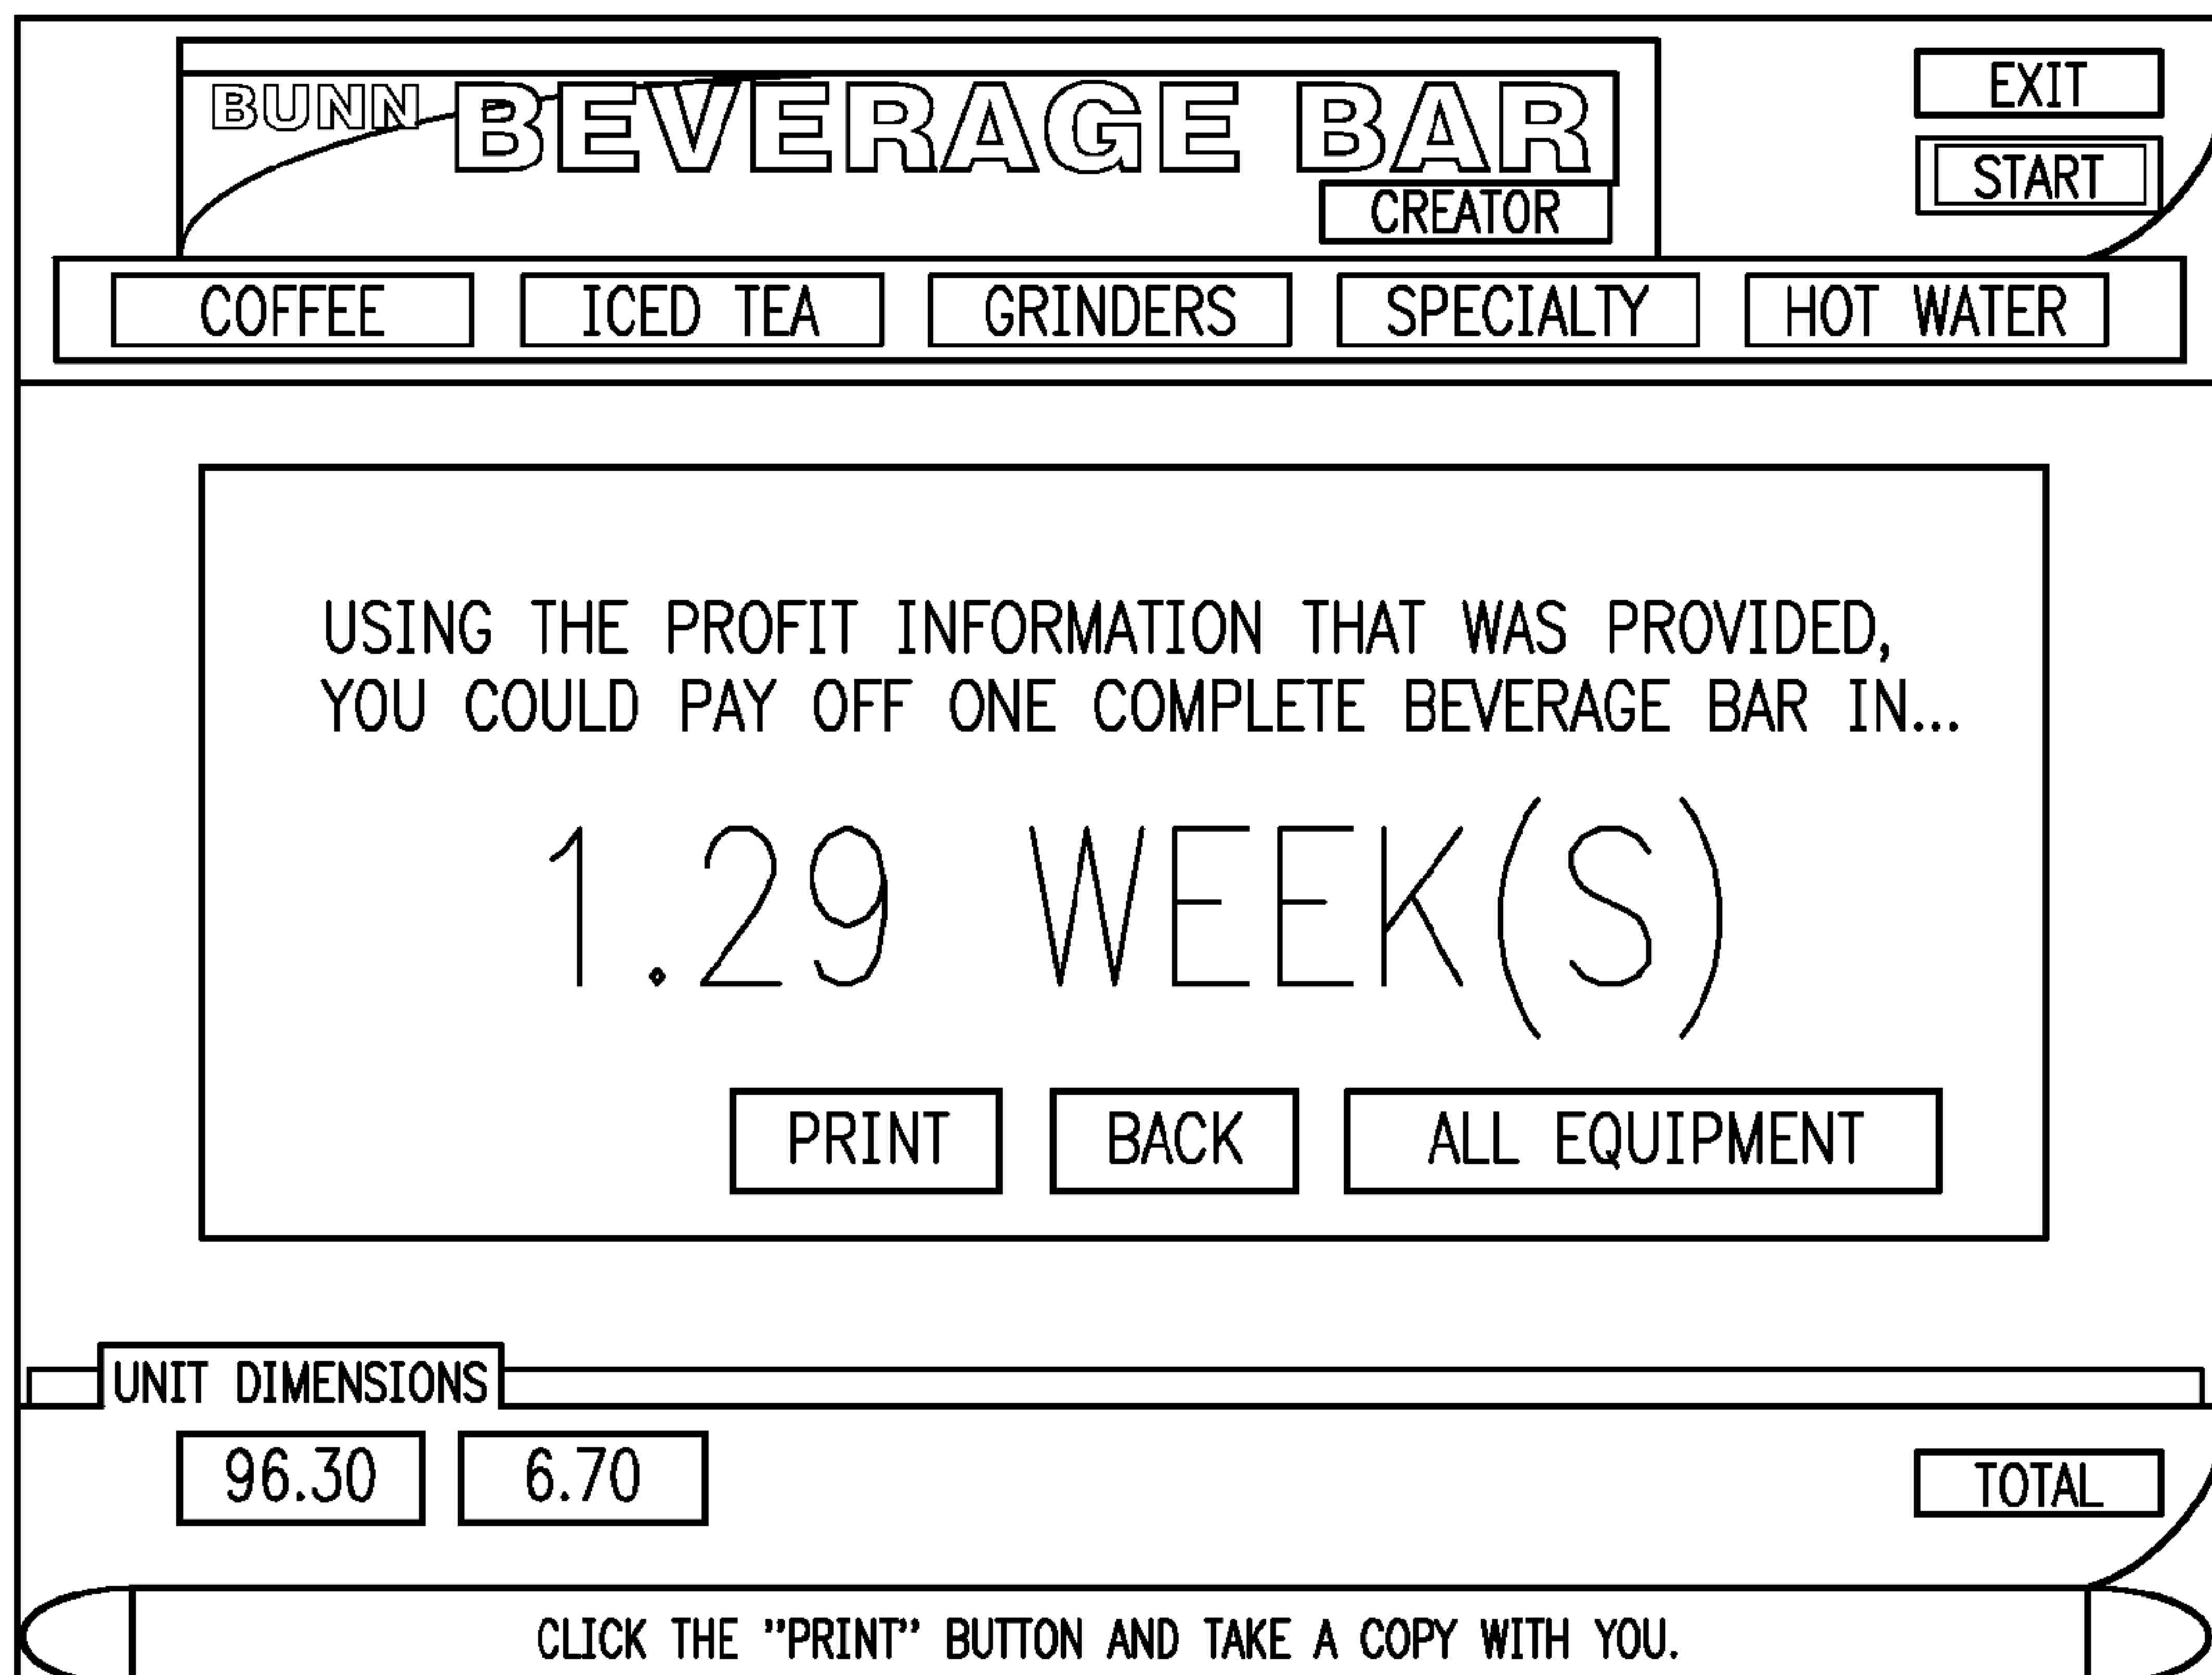 BUNN BEVERAGE BAR
CREATOR
EXIT
START
COFFEE ICED TEA GRINDERS SPECIALTY HOT WATER
USING THE PROFIT INFORMATION THAT WAS PROVIDED,
YOU COULD PAY OFF ONE COMPLETE BEVERAGE BAR IN...
1.29 WEEK(S)
PRINT BACK ALL EQUIPMENT
UNIT DIMENSIONS
96.30 6.70 TOTAL
CLICK THE "PRINT" BUTTON AND TAKE A COPY WITH YOU.